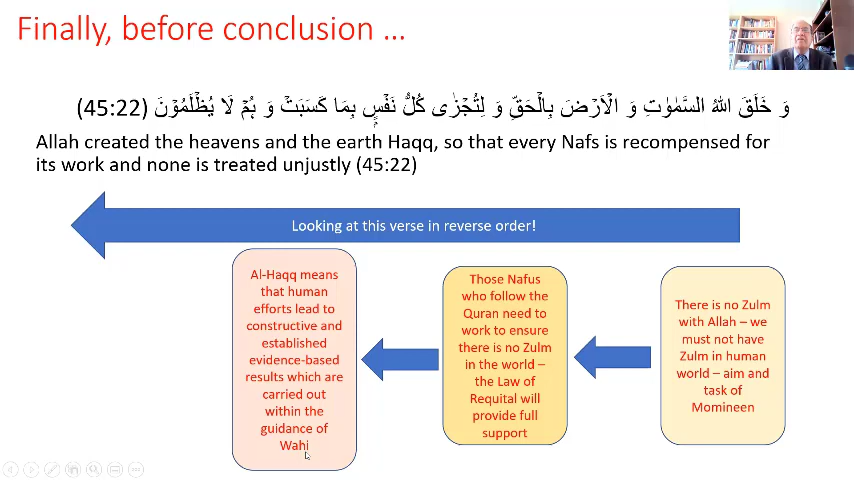 Finally, before conclusion ...
وَ خَلَقَ اللّٰهُ السَّمٰوٰتِ وَ الۡاَرۡضَ بِالۡحَقِّ وَ لِتُجۡزٰی کُلُّ نَفۡسٍۭ بِمَا کَسَبَتۡ وَ ہُمۡ لَا یُظۡلَمُوۡنَ (45:22)
Allah created the heavens and the earth Haqq, so that every Nafs is recompensed for
its work and none is treated unjustly (45:22)
Looking at this verse in reverse order!
Al-Haqq means
that human
efforts lead to
constructive and
established
evidence-based
results which are
carried out
within the
guidance of
Wahi
Those Nafus
who follow the
Quran need to
work to ensure
there is no Zulm
in the world –
the Law of
Requital will
provide full
support
There is no Zulm
with Allah – we
must not have
Zulm in human
world – aim and
task of
Momineen